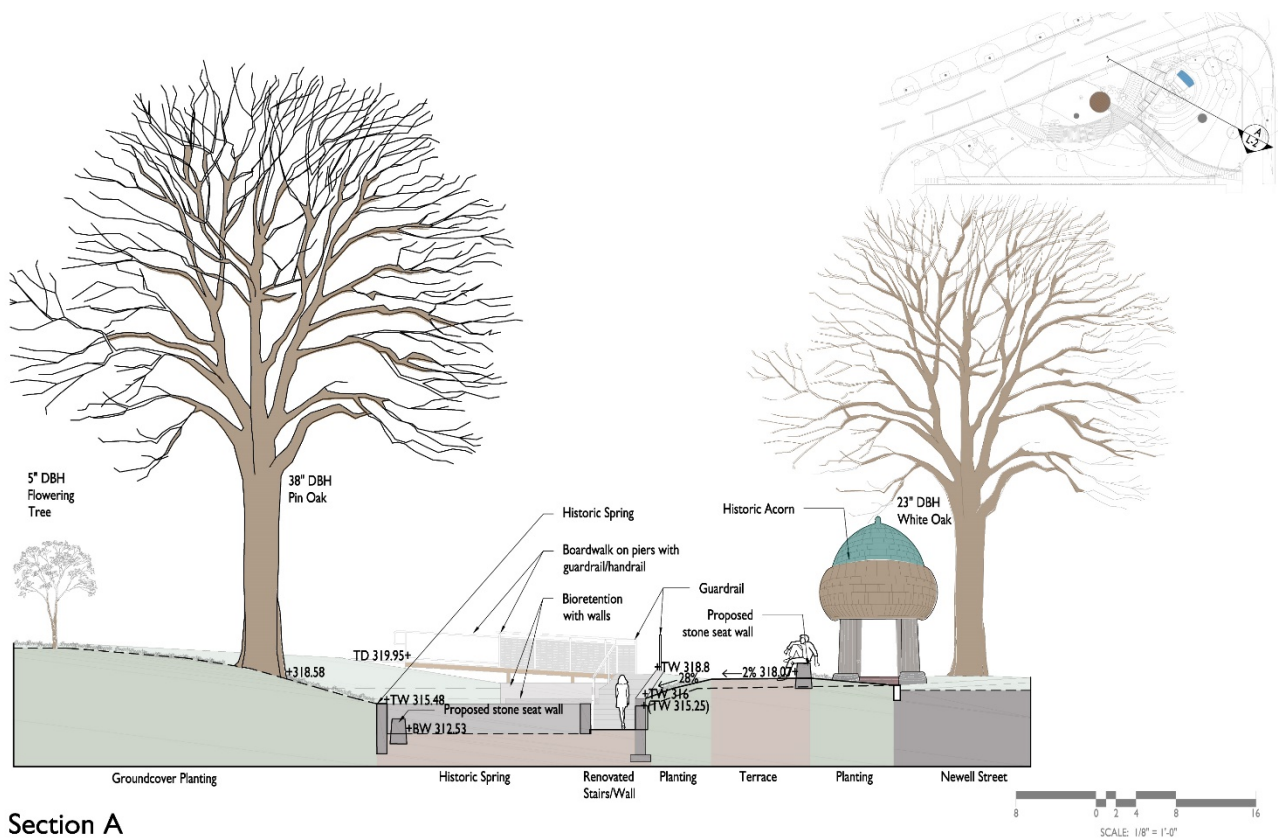 A
L-2
5" DBH
Flowering
Tree
38" DBH
Pin Oak
Historic Spring
Boardwalk on piers with
guardrail/handrail
Bioretention
with walls
Guardrail
Historic Acorn
23" DBH
White Oak
Proposed
stone seat wall
TD 319.95+
+318.58
+TW 318.8
28%
2% 318.07+
+TW 316
+(TW 315.25)
+TW 315.48
Proposed stone seat wall
+BW 312.53
Groundcover Planting
Historic Spring
Renovated
Stairs/Wall
Planting
Terrace
Planting
Newell Street
Section A
8 0 2 4 8 16
SCALE: 1/8" = 1'-0"